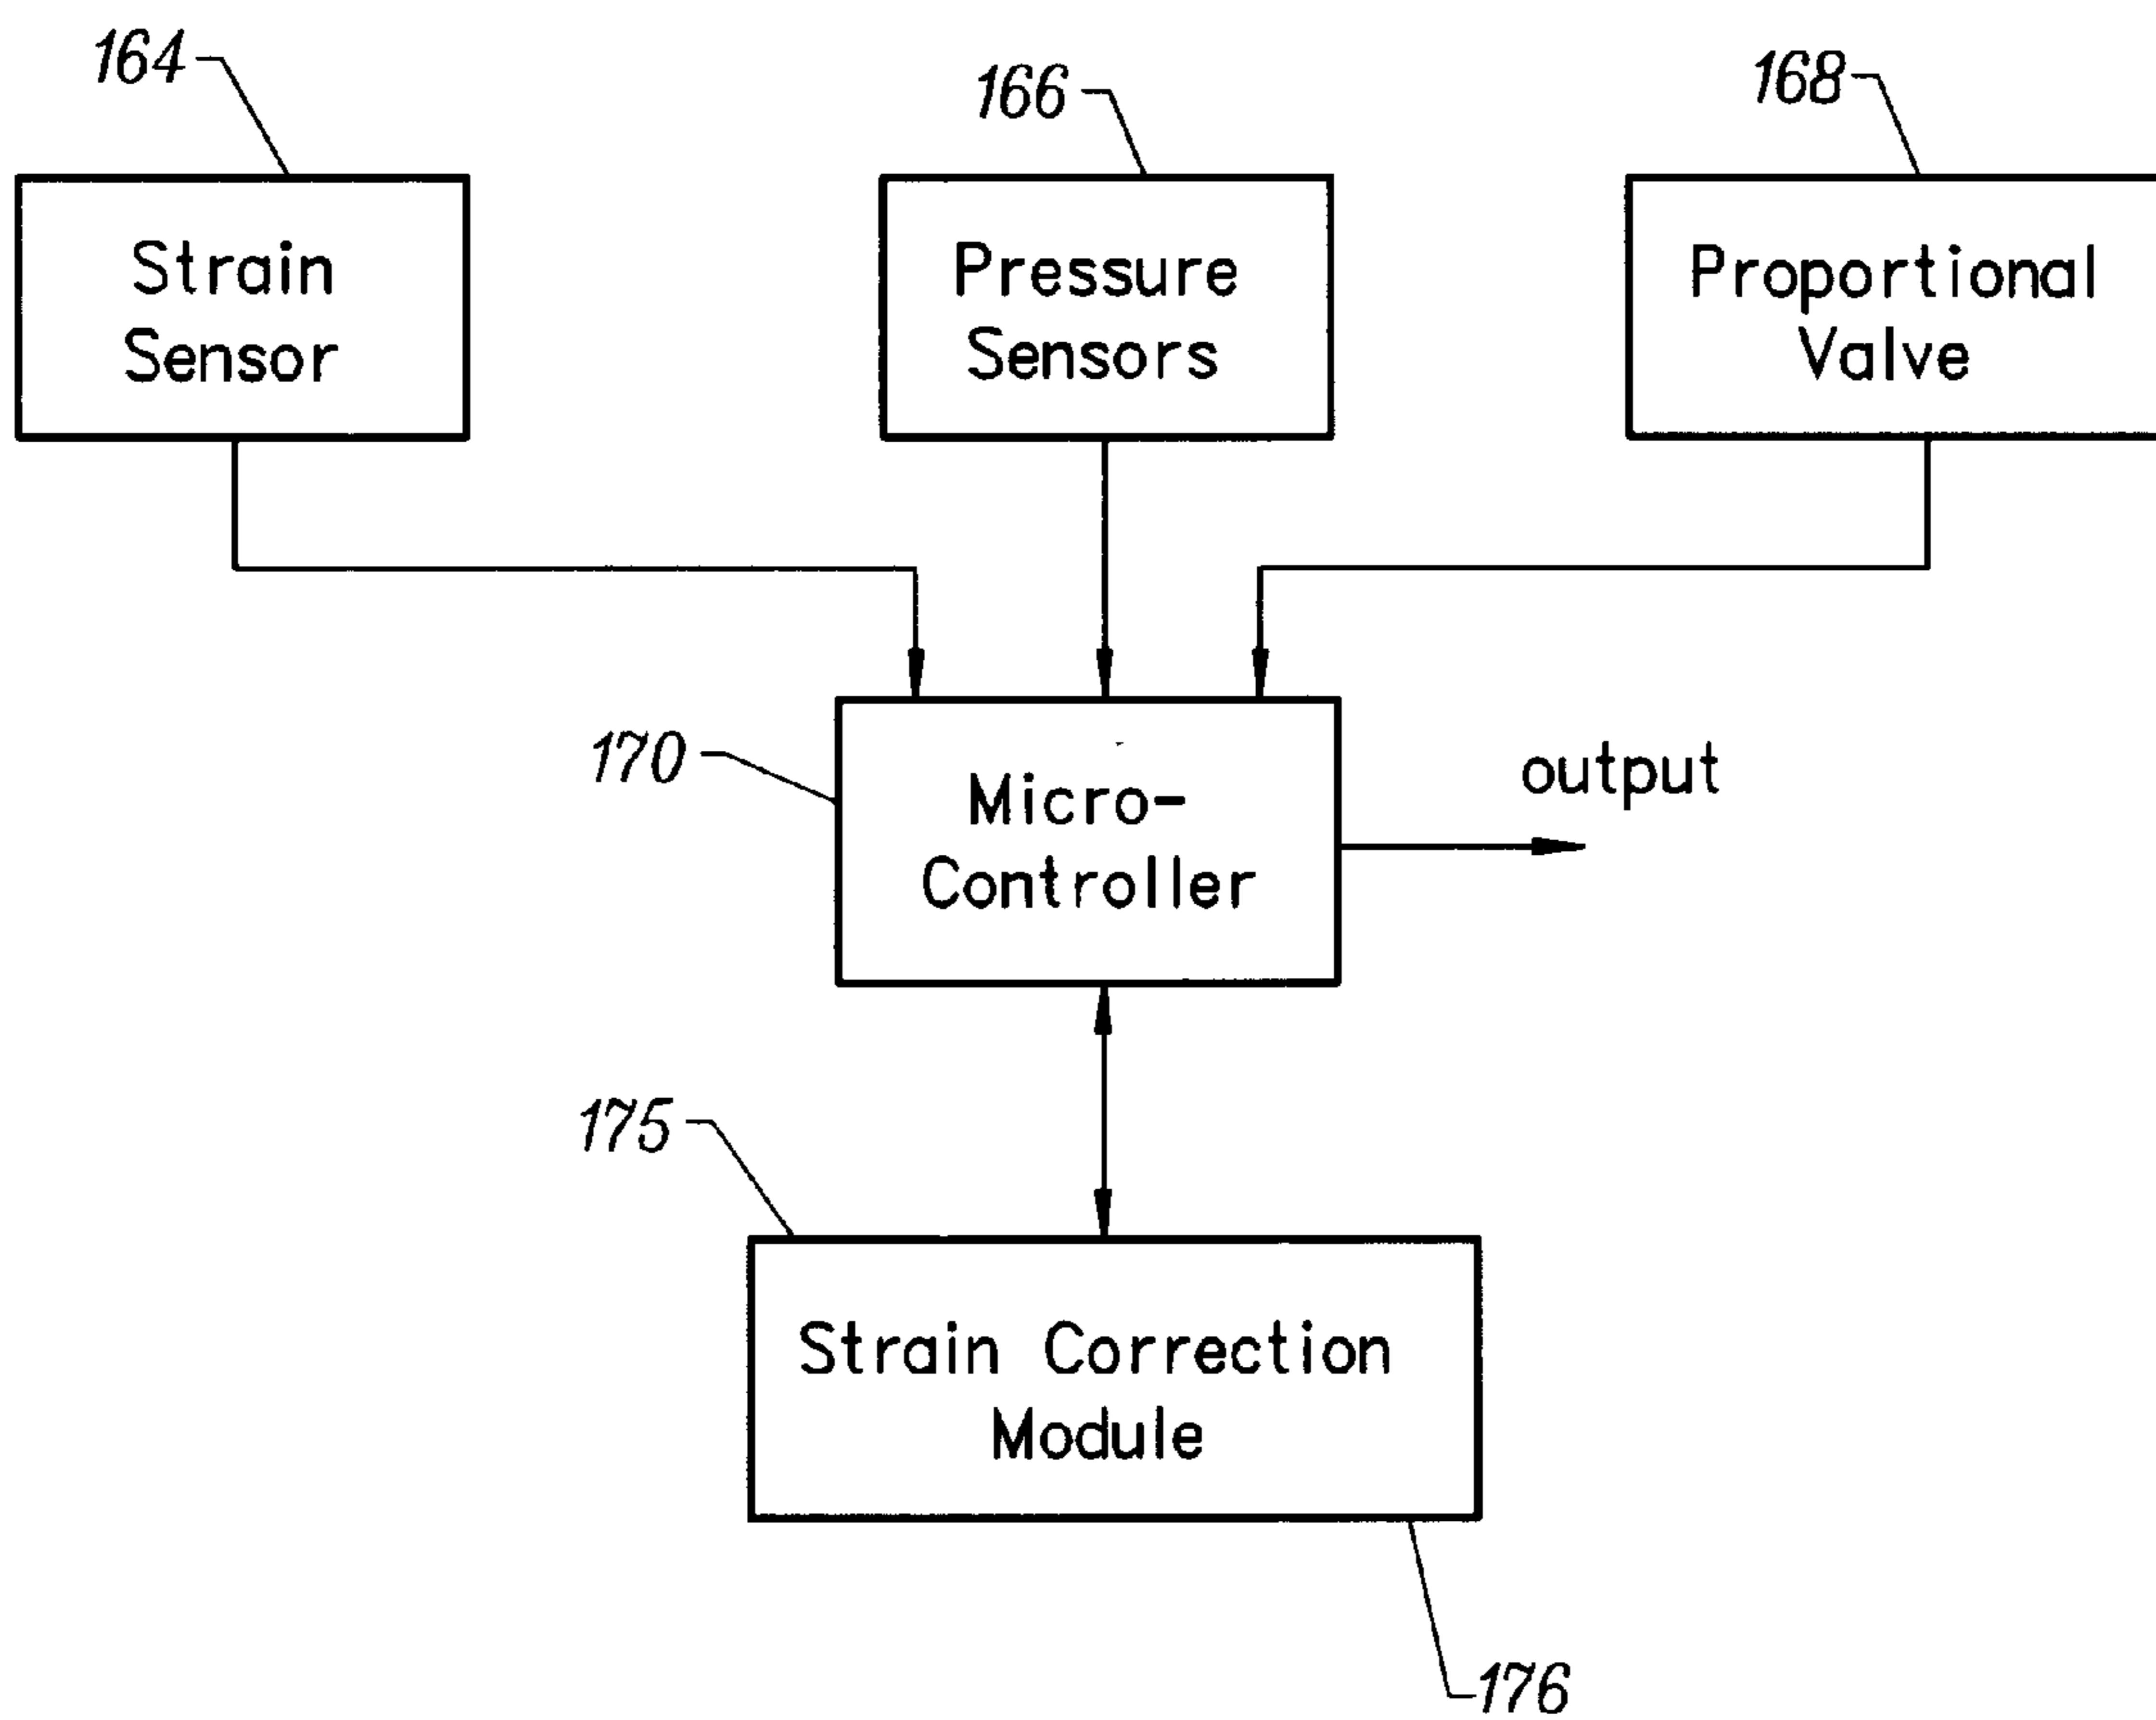 164
166
168
Strain
Sensor
Pressure
Sensors
Proportional
Valve
170
Micro-
Controller
output
175
Strain Correction
Module
176